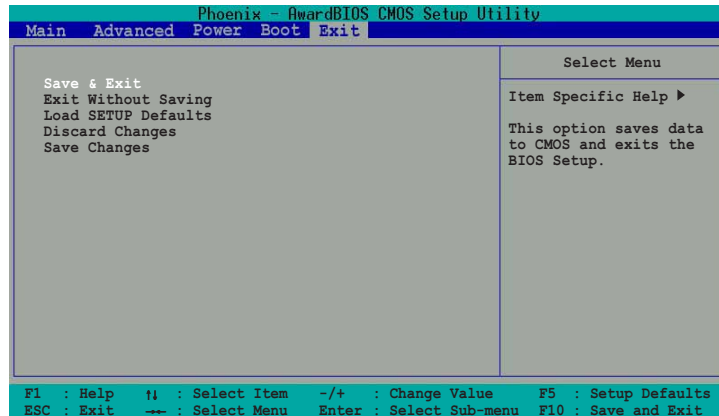 Phoenix - AwardBIOS CMOS Setup Utility
Main Advanced Power Boot Exit
Select Menu
Save & Exit
Exit Without Saving
Load SETUP Defaults
Discard Changes
Save Changes
Item Specific Help ▶
This option saves data
to CMOS and exits the
BIOS Setup.
F1 : Help ↑↓ : Select Item -/+ : Change Value F5 : Setup Defaults
ESC : Exit →← : Select Menu Enter : Select Sub-menu F10 : Save and Exit